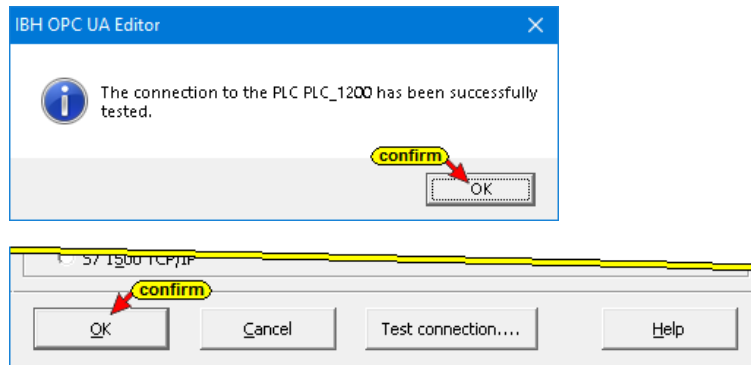 IBH OPC UA Editor
The connection to the PLC PLC_1200 has been successfully
tested.
confirm
OK
S7 1500 TCP/IP
confirm
OK
Cancel
Test connection....
Help